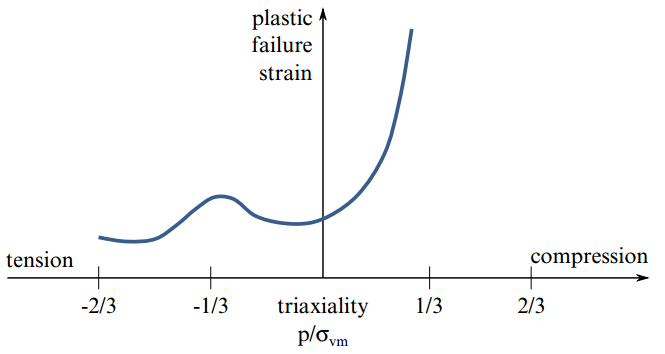 plastic
failure
strain
tension
compression
-2/3
-1/3
triaxiality
1/3
2/3
p/σvm